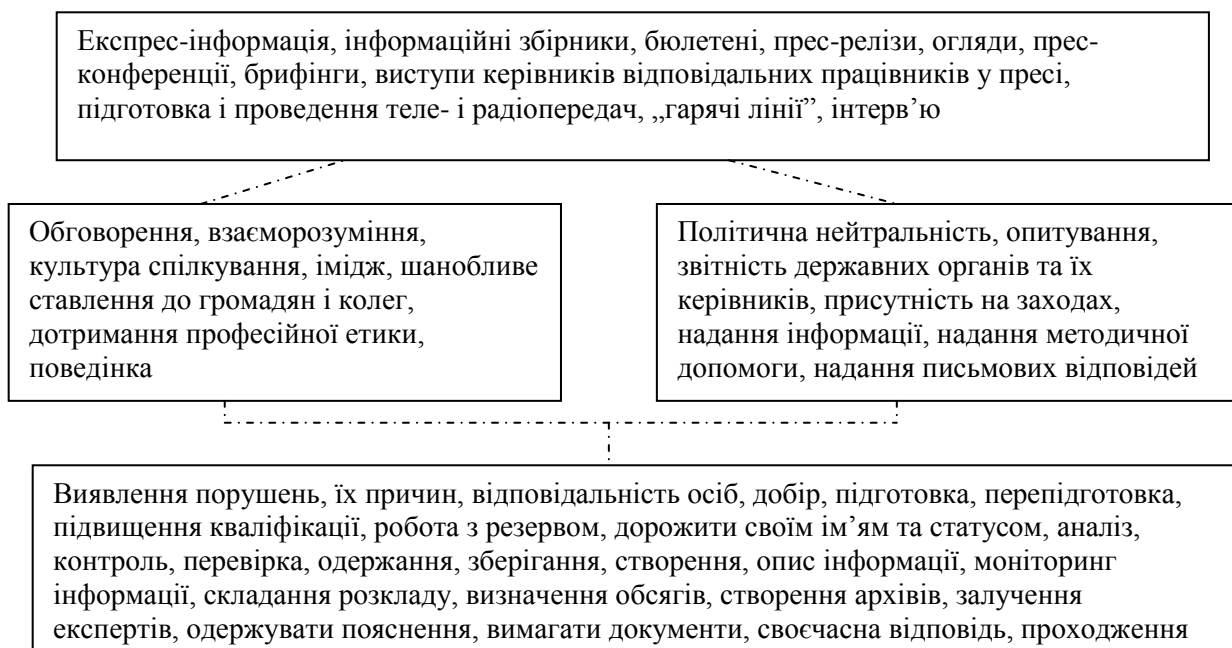 Експрес-інформація, інформаційні збірники, бюлетені, прес-релізи, огляди, прес-
конференції, брифінги, виступи керівників відповідальних працівників у пресі,
підготовка і проведення теле- і радіопередач, „гарячі лінії”, інтерв’ю
Обговорення, взаєморозуміння,
культура спілкування, імідж, шанобливе
ставлення до громадян і колег,
дотримання професійної етики,
поведінка
Політична нейтральність, опитування,
звітність державних органів та їх
керівників, присутність на заходах,
надання інформації, надання методичної
допомоги, надання письмових відповідей
Виявлення порушень, їх причин, відповідальність осіб, добір, підготовка, перепідготовка,
підвищення кваліфікації, робота з резервом, дорожити своїм ім’ям та статусом, аналіз,
контроль, перевірка, одержання, зберігання, створення, опис інформації, моніторинг
інформації, складання розкладу, визначення обсягів, створення архівів, залучення
експертів, одержувати пояснення, вимагати документи, своєчасна відповідь, проходження